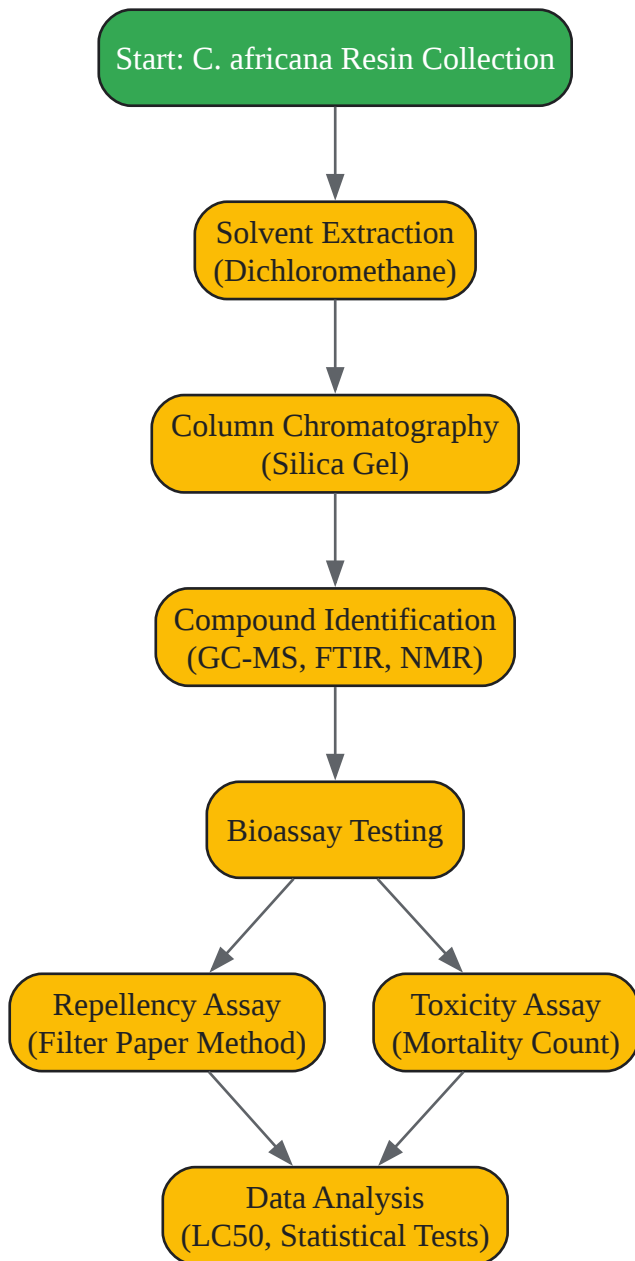 Start: C. africana Resin Collection
Solvent Extraction
(Dichloromethane)
Column Chromatography
(Silica Gel)
Compound Identification
(GC-MS, FTIR, NMR)
Bioassay Testing
Repellency Assay
(Filter Paper Method)
Toxicity Assay
(Mortality Count)
Data Analysis
(LC50, Statistical Tests)